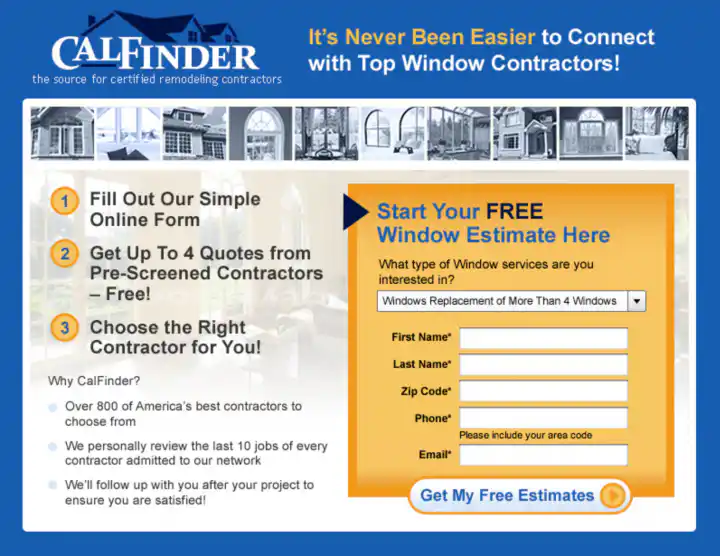 CALFINDER
the source for certified remodeling contractors
It's Never Been Easier to Connect
with Top Window Contractors!
1
Fill Out Our Simple
Online Form
2
Get Up To 4 Quotes from
Pre-Screened Contractors
– Free!
3
Choose the Right
Contractor for You!
Why CalFinder?
Over 800 of America's best contractors to
choose from
We personally review the last 10 jobs of every
contractor admitted to our network
We'll follow up with you after your project to
ensure you are satisfied!
Start Your FREE
Window Estimate Here
What type of Window services are you
interested in?
Windows Replacement of More Than 4 Windows
First Name*
Last Name*
Zip Code*
Phone*
Please include your area code
Email*
Get My Free Estimates